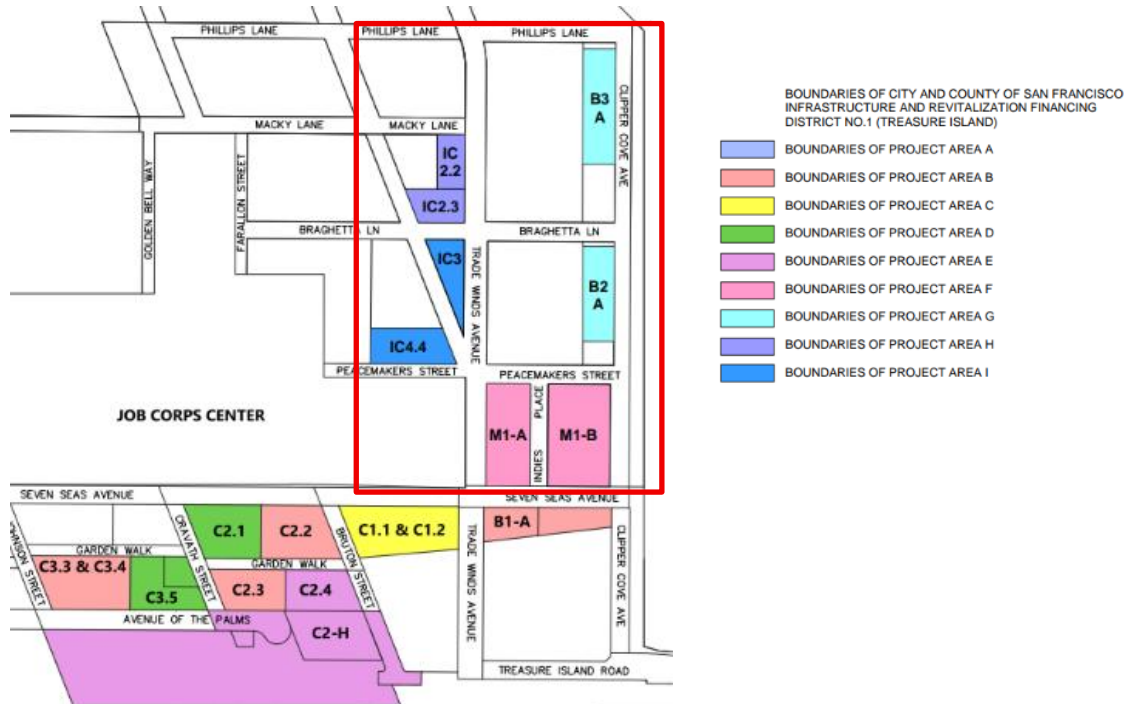 PHILLIPS LANE
PHILLIPS LANE
PHILLIPS LANE
B3
A
CLIPPER COVE AVE
MACKY LANE
MACKY LANE
GOLDEN BELL WAY
FARALLON STREET
IC
2.2
IC2.3
BRAGHETTA LN
BRAGHETTA LN
IC3
TRADE WINDS AVENUE
B2
A
IC4.4
PEACEMAKERS STREET
PEACEMAKERS STREET
JOB CORPS CENTER
M1-A
INDIES PLACE
M1-B
SEVEN SEAS AVENUE
SEVEN SEAS AVENUE
JOHNSON STREET
CRAVATH STREET
C2.1
C2.2
BRUTON STREET
C1.1 & C1.2
TRADE WINDS AVENUE
B1-A
CLIPPER COVE AVE
GARDEN WALK
GARDEN WALK
C3.3 & C3.4
C3.5
C2.3
C2.4
AVENUE OF THE PALMS
C2-H
TREASURE ISLAND ROAD
BOUNDARIES OF CITY AND COUNTY OF SAN FRANCISCO
INFRASTRUCTURE AND REVITALIZATION FINANCING
DISTRICT NO.1 (TREASURE ISLAND)
BOUNDARIES OF PROJECT AREA A
BOUNDARIES OF PROJECT AREA B
BOUNDARIES OF PROJECT AREA C
BOUNDARIES OF PROJECT AREA D
BOUNDARIES OF PROJECT AREA E
BOUNDARIES OF PROJECT AREA F
BOUNDARIES OF PROJECT AREA G
BOUNDARIES OF PROJECT AREA H
BOUNDARIES OF PROJECT AREA I